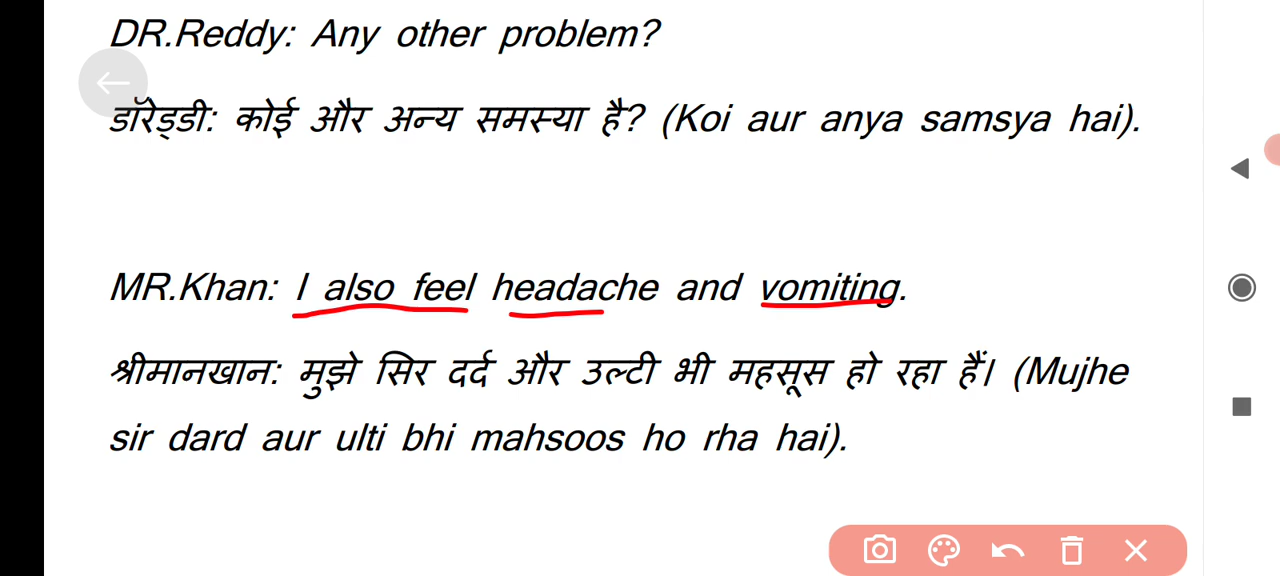 DR.Reddy: Any other problem?
डॉरेड्डी: कोई और अन्य समस्या है? (Koi aur anya samsya hai).
MR.Khan: I also feel headache and vomiting.
श्रीमानखान: मुझे सिर दर्द और उल्टी भी महसूस हो रहा हैं। (Mujhe
sir dard aur ulti bhi mahsoos ho rha hai).